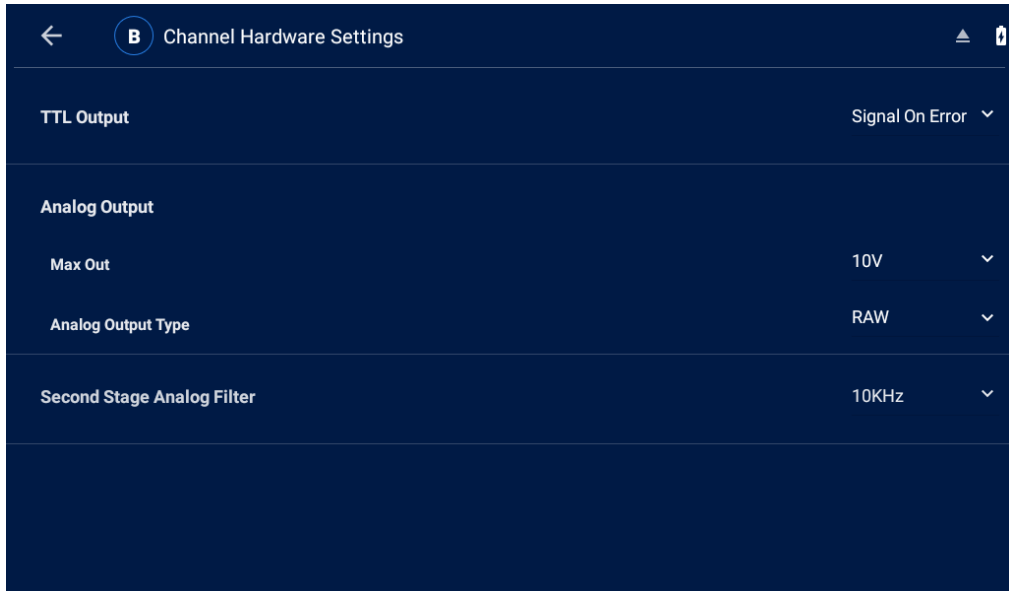 B Channel Hardware Settings
TTL Output Signal On Error
Analog Output
Max Out 10V
Analog Output Type RAW
Second Stage Analog Filter 10KHz